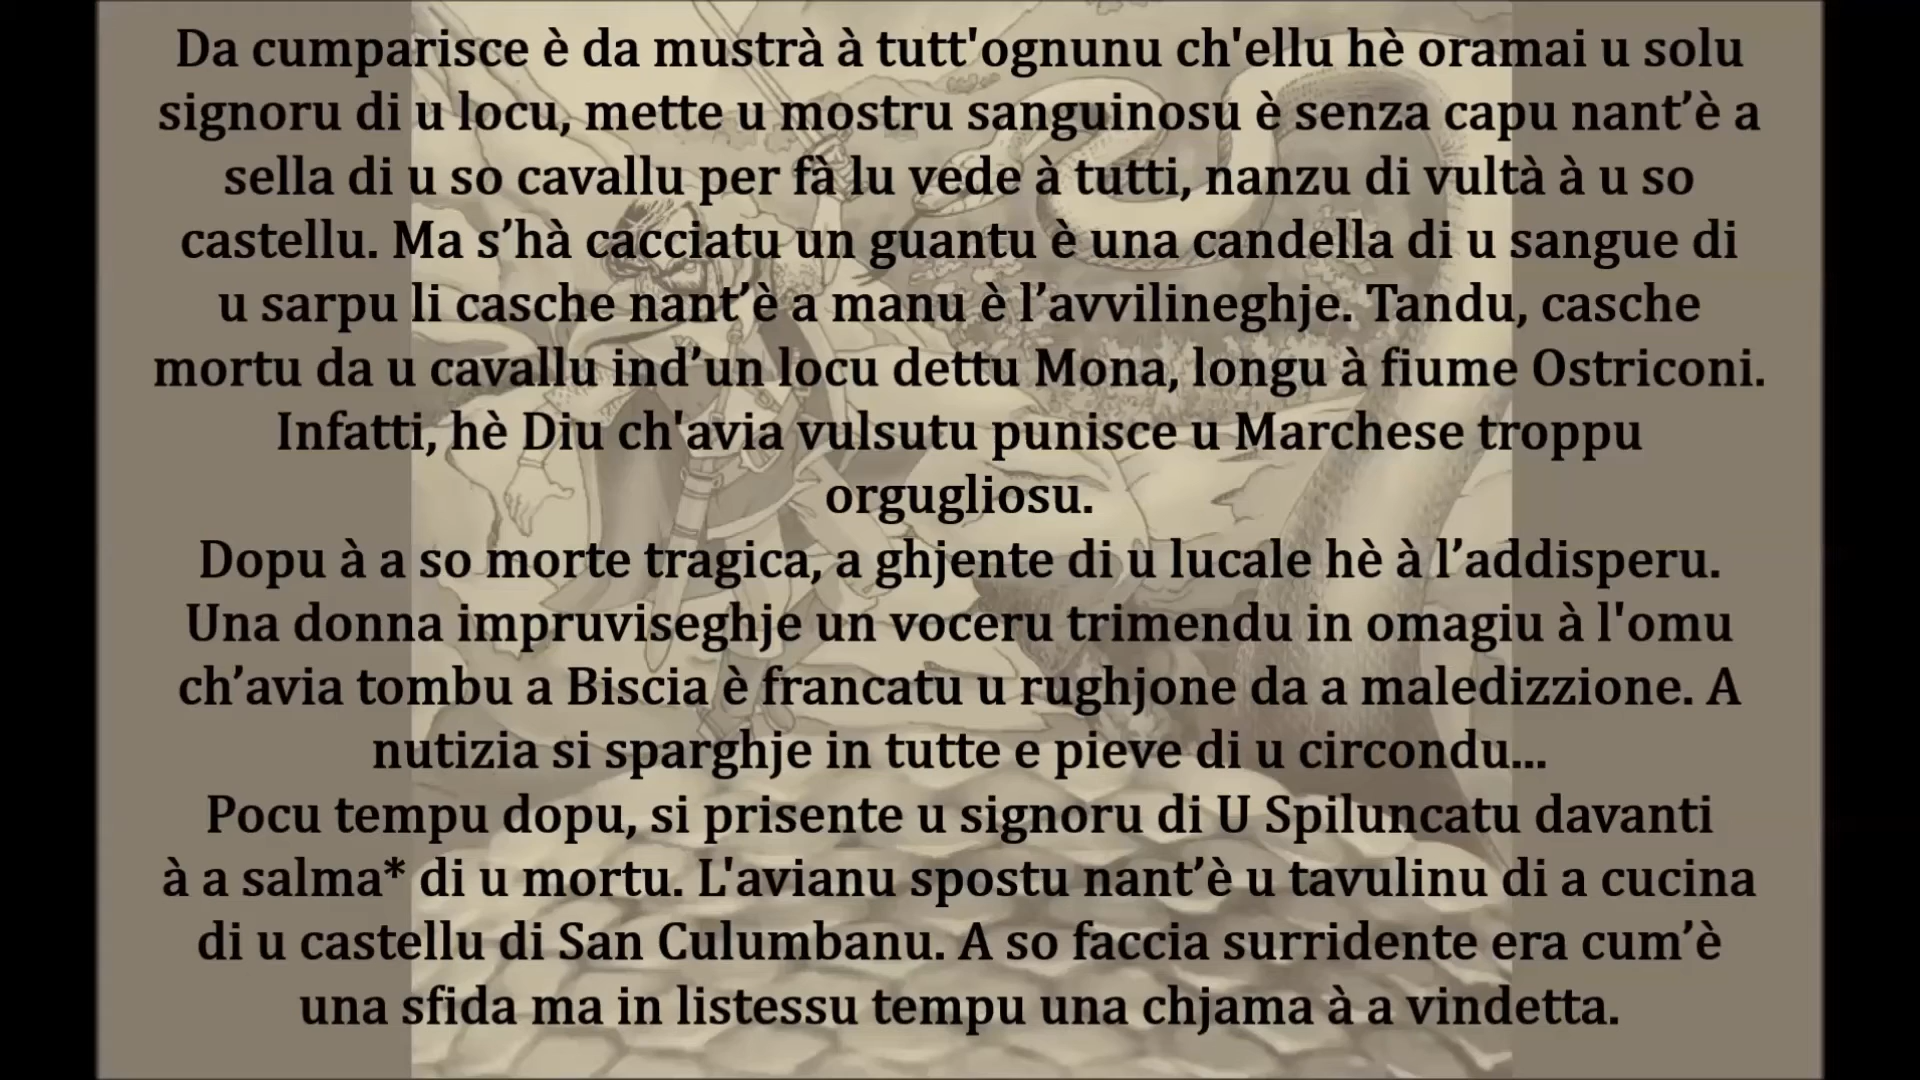 Da cumparisce è da mustrà à tutt'ognunu ch'ellu hè oramai u solu
signoru di u locu, mette u mostru sanguinosu è senza capu nant’è a
sella di u so cavallu per fà lu vede à tutti, nanzu di vultà à u so
castellu. Ma s’hà cacciatu un guantu è una candella di u sangue di
u sarpu li casche nant’è a manu è l’avvilineghje. Tandu, casche
mortu da u cavallu ind’un locu dettu Mona, longu à fiume Ostriconi.
Infatti, hè Diu ch'avia vulsutu punisce u Marchese troppu
orgugliosu.
Dopu à a so morte tragica, a ghjente di u lucale hè à l’addisperu.
Una donna impruviseghje un voceru trimendu in omagiu à l'omu
ch’avia tombu a Biscia è francatu u rughjone da a maledizzione. A
nutizia si sparghje in tutte e pieve di u circondu...
Pocu tempu dopu, si prisente u signoru di U Spiluncatu davanti
à a salma* di u mortu. L'avianu spostu nant’è u tavulinu di a cucina
di u castellu di San Culumbanu. A so faccia surridente era cum’è
una sfida ma in listessu tempu una chjama à a vindetta.